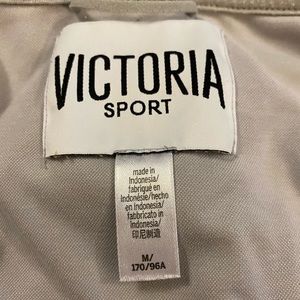 VICTORIA
SPORT
made in
Indonesia/
fabriqué en
Indonésie/hecho
en Indonesia/
fabbricato in
Indonesia/
印尼制造
M/
170/96A